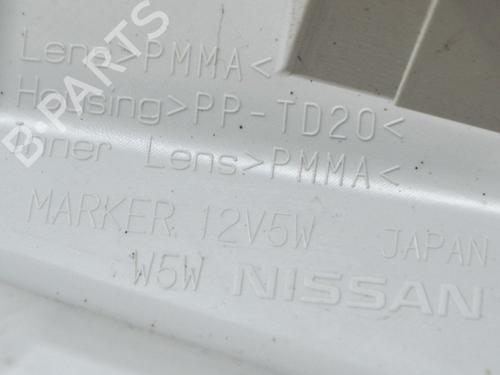 Lens>PMMA<
Housing>PP-TD20<
Inner Lens>PMMA<
MARKER 12V5W JAPAN
W5W NISSAN
B-PARTS